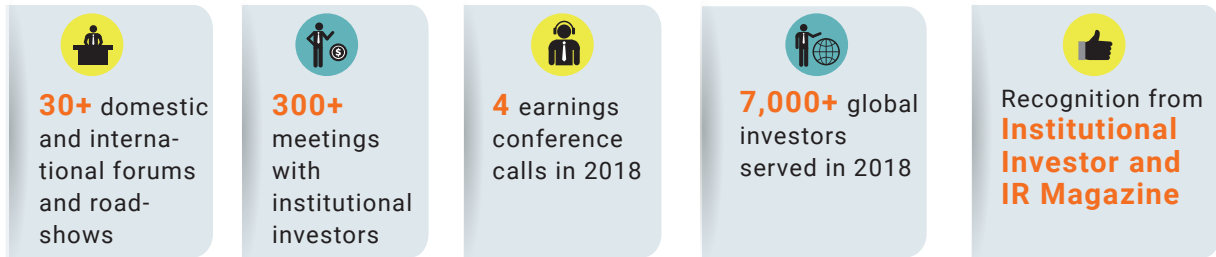 30+ domestic
and interna-
tional forums
and road-
shows
300+
meetings
with
institutional
investors
4 earnings
conference
calls in 2018
7,000+ global
investors
served in 2018
Recognition from
Institutional
Investor and
IR Magazine